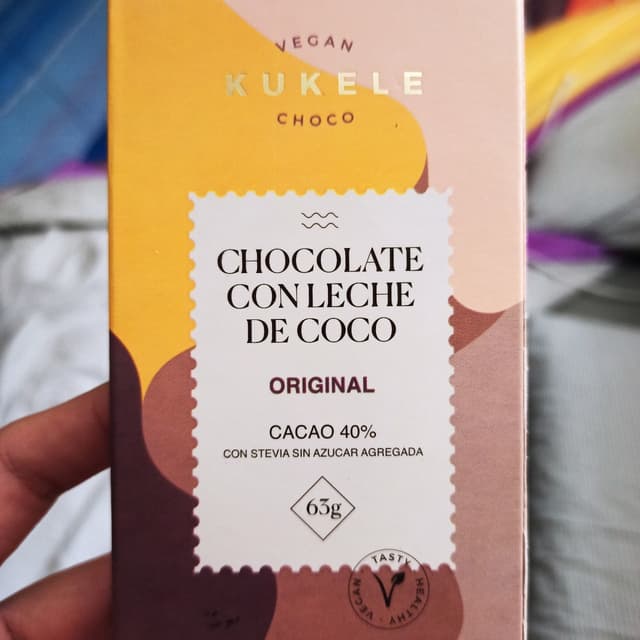 VEGAN
KUKELE
CHOCO
CHOCOLATE
CON LECHE
DE COCO
ORIGINAL
CACAO 40%
CON STEVIA SIN AZUCAR AGREGADA
63g
VEGAN · TASTY · HEALTHY ·